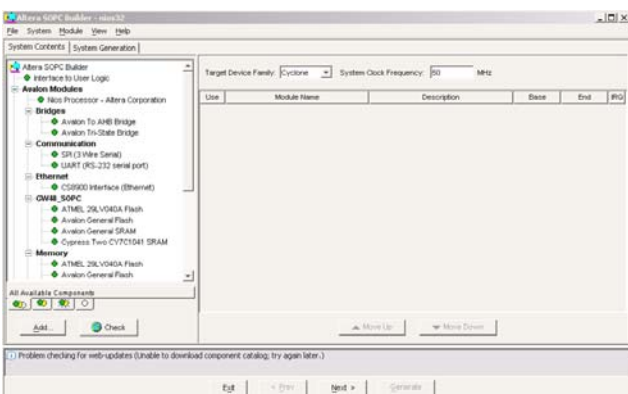 Altera SOPC Builder - nios32
File System Module View Help
System Contents System Generation
Altera SOPC Builder
Interface to User Logic
Avalon Modules
Nios Processor - Altera Corporation
Bridges
Avalon To AHB Bridge
Avalon Tri-State Bridge
Communication
SPI (3 Wire Serial)
UART (RS-232 serial port)
Ethernet
CS8900 Interface (Ethernet)
GW48_SOPC
ATMEL 29LV040A Flash
Avalon General Flash
Avalon General SRAM
Cypress Two CV7C1041 SRAM
Memory
ATMEL 29LV040A Flash
Avalon General Flash
All Available Components
Add... Check
Target Device Family: Cyclone System Clock Frequency: 50 MHz
Use Module Name Description Base End IRQ
Move Up Move Down
Problem checking for web-updates (Unable to download component catalog; try again later.)
Exit < Prev Next > Generate